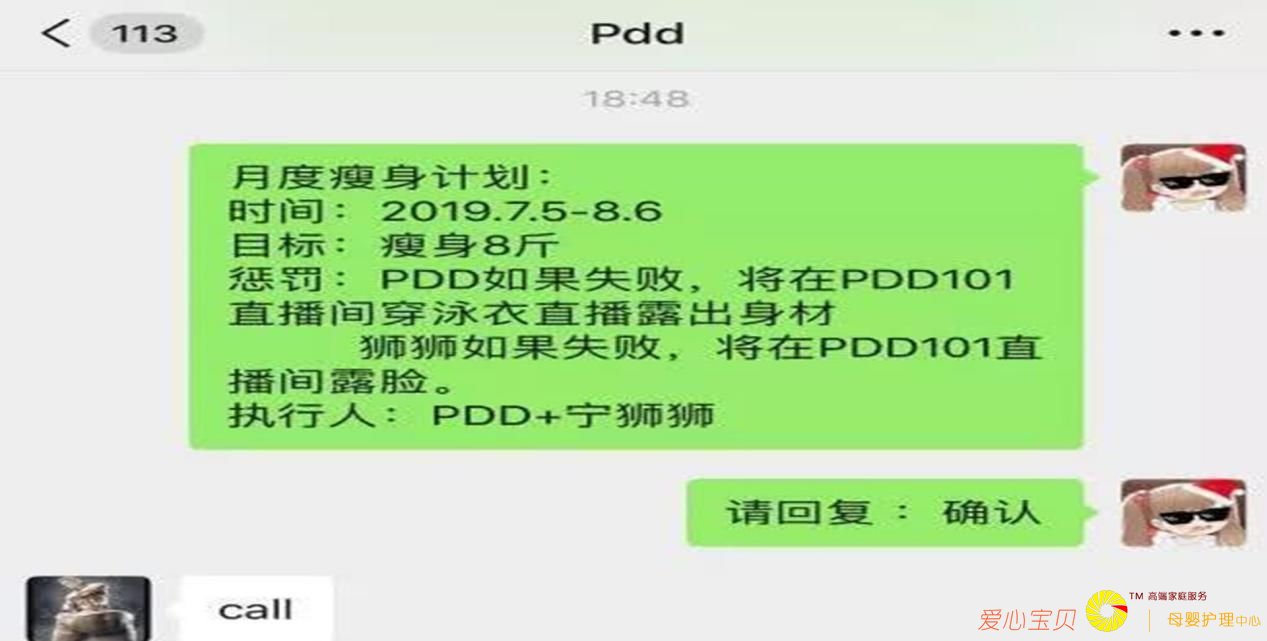 113
Pdd
18:48
月度瘦身计划：
时间： 2019.7.5-8.6
目标： 瘦身8斤
惩罚： PDD如果失败，将在PDD101
直播间穿泳衣直播露出身材
狮狮如果失败，将在PDD101直
播间露脸。
执行人： PDD+宁狮狮
请回复 ： 确认
call
爱心宝贝
TM 高端家庭服务
母婴护理中心